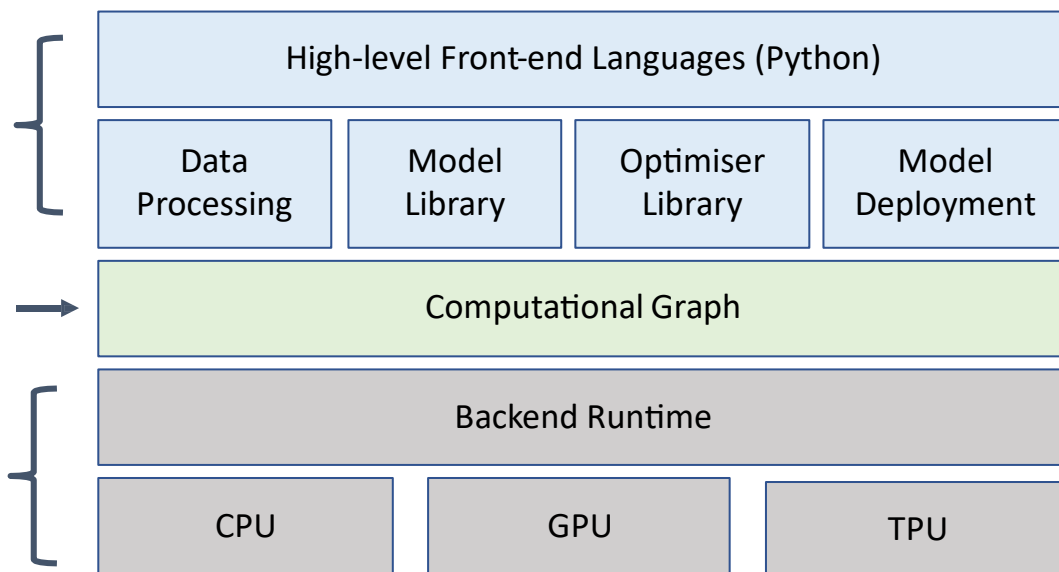 High-level Front-end Languages (Python)
Data
Processing
Model
Library
Optimiser
Library
Model
Deployment
Computational Graph
Backend Runtime
CPU
GPU
TPU